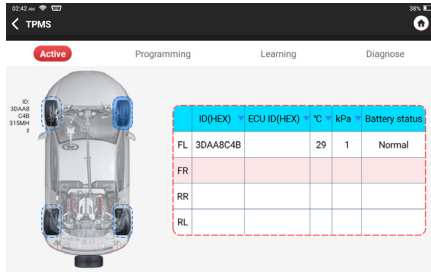 02:42 AM 38%
TPMS
Active Programming Learning Diagnose
ID:
3DAA8
C4B
315MH
z
ID(HEX) ECU ID(HEX) °C kPa Battery status
FL 3DAA8C4B 29 1 Normal
FR
RR
RL